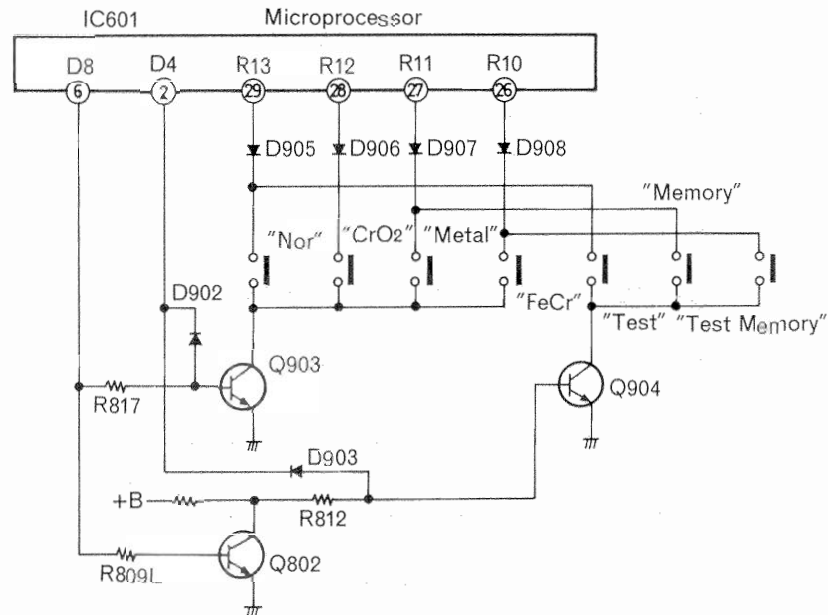 IC601 Microprocessor
D8 D4 R13 R12 R11 R10
6 2 29 28 27 26
D905 D906 D907 D908
"Memory"
"Nor" "CrO2" "Metal"
D902 "FeCr"
"Test" "Test Memory"
Q903 Q904
R817
D903
+B
R812
Q802
R809L